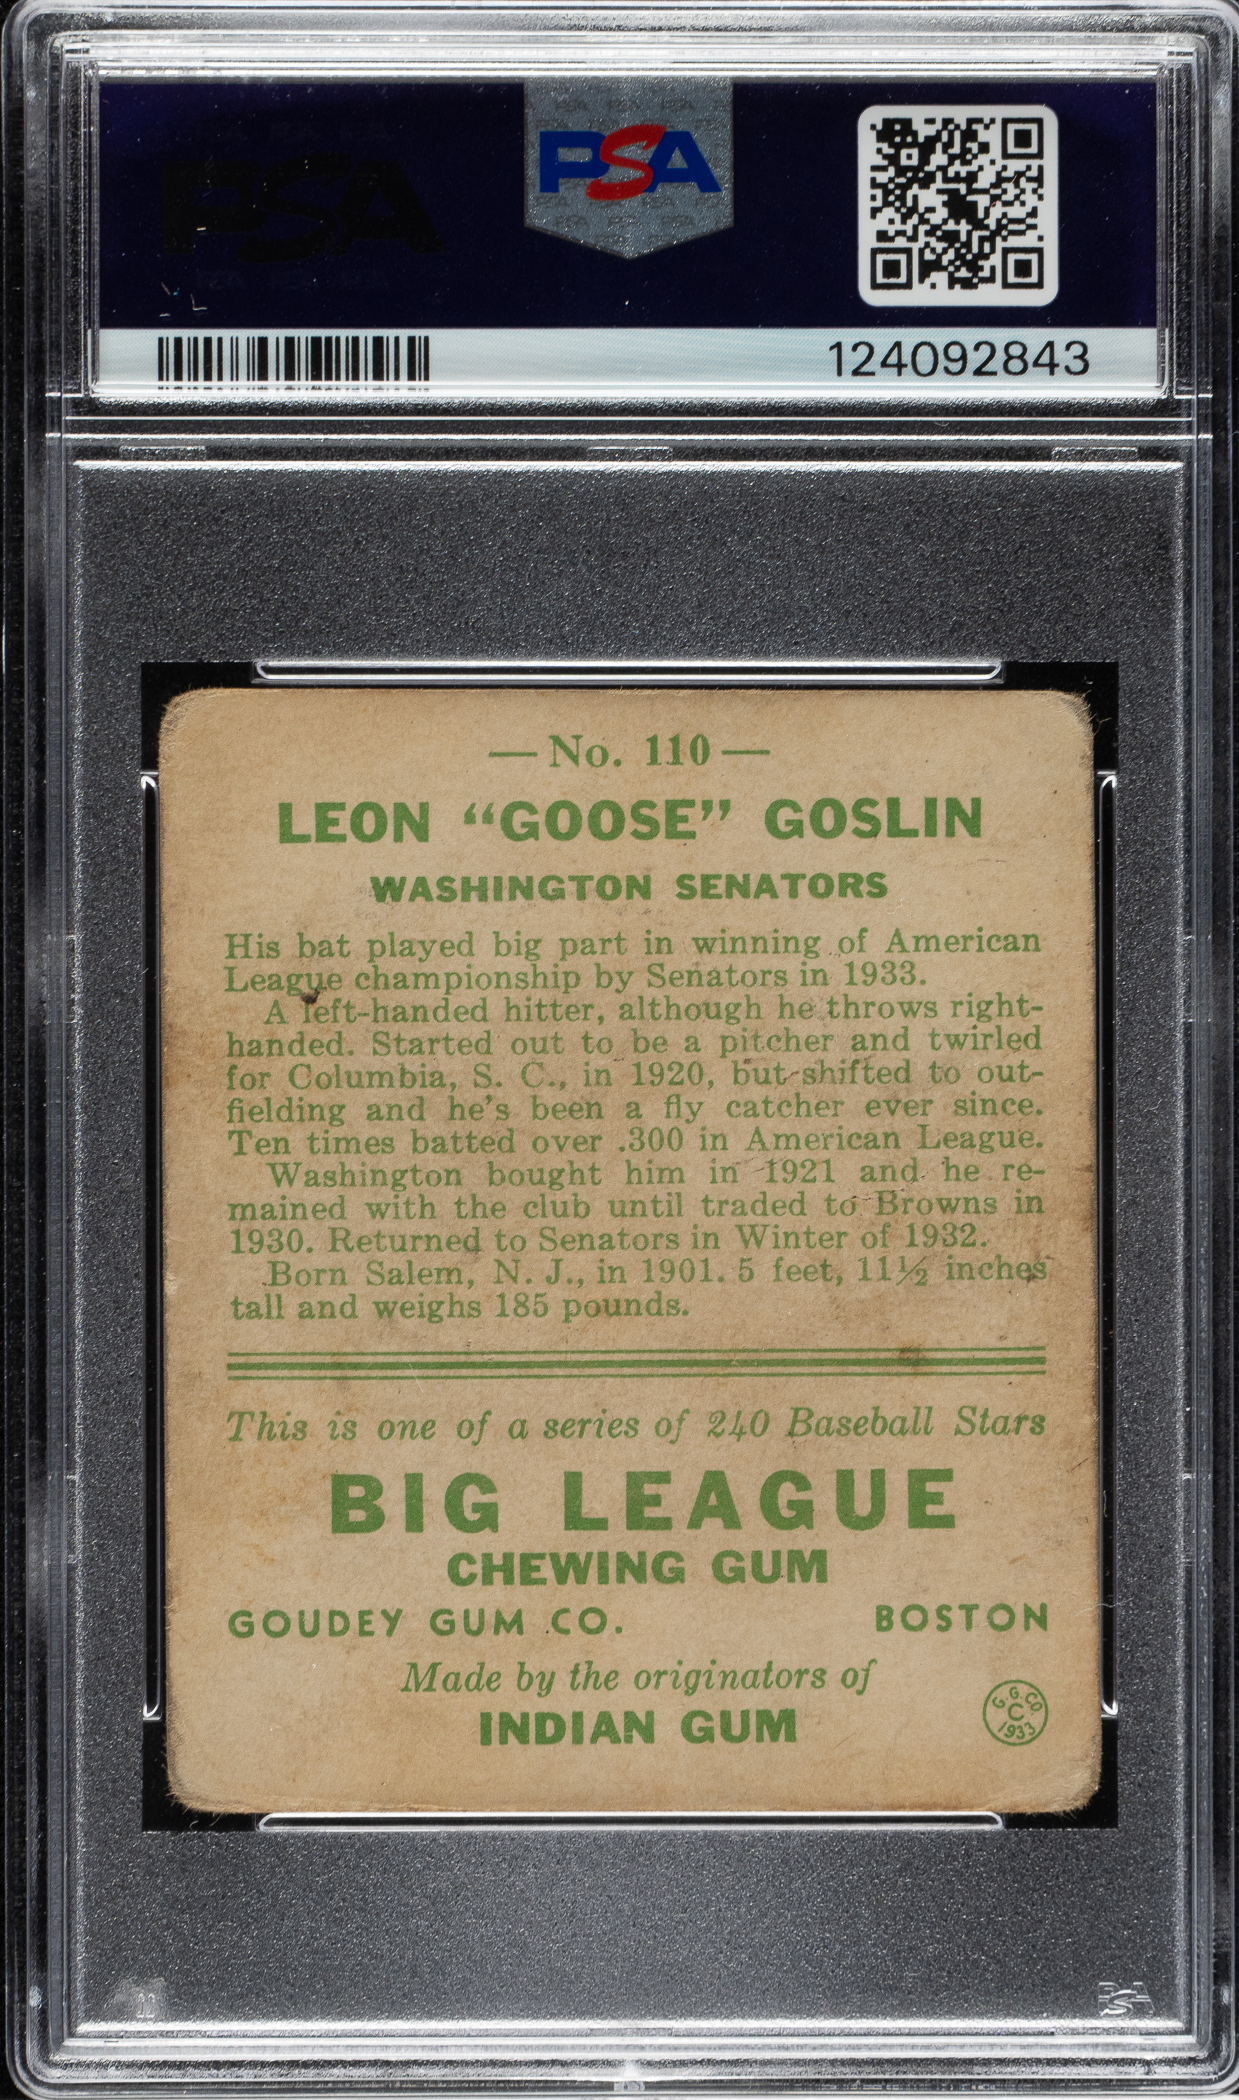 PSA
PSA
124092843
— No. 110 —
LEON “GOOSE” GOSLIN
WASHINGTON SENATORS
His bat played big part in winning of American
League championship by Senators in 1933.
A left-handed hitter, although he throws right-
handed. Started out to be a pitcher and twirled
for Columbia, S. C., in 1920, but shifted to out-
fielding and he's been a fly catcher ever since.
Ten times batted over .300 in American League.
Washington bought him in 1921 and he re-
mained with the club until traded to Browns in
1930. Returned to Senators in Winter of 1932.
Born Salem, N. J., in 1901. 5 feet, 11½ inches
tall and weighs 185 pounds.
This is one of a series of 240 Baseball Stars
BIG LEAGUE
CHEWING GUM
GOUDEY GUM CO. BOSTON
Made by the originators of
INDIAN GUM
G. G. CO.
C
1933
PSA